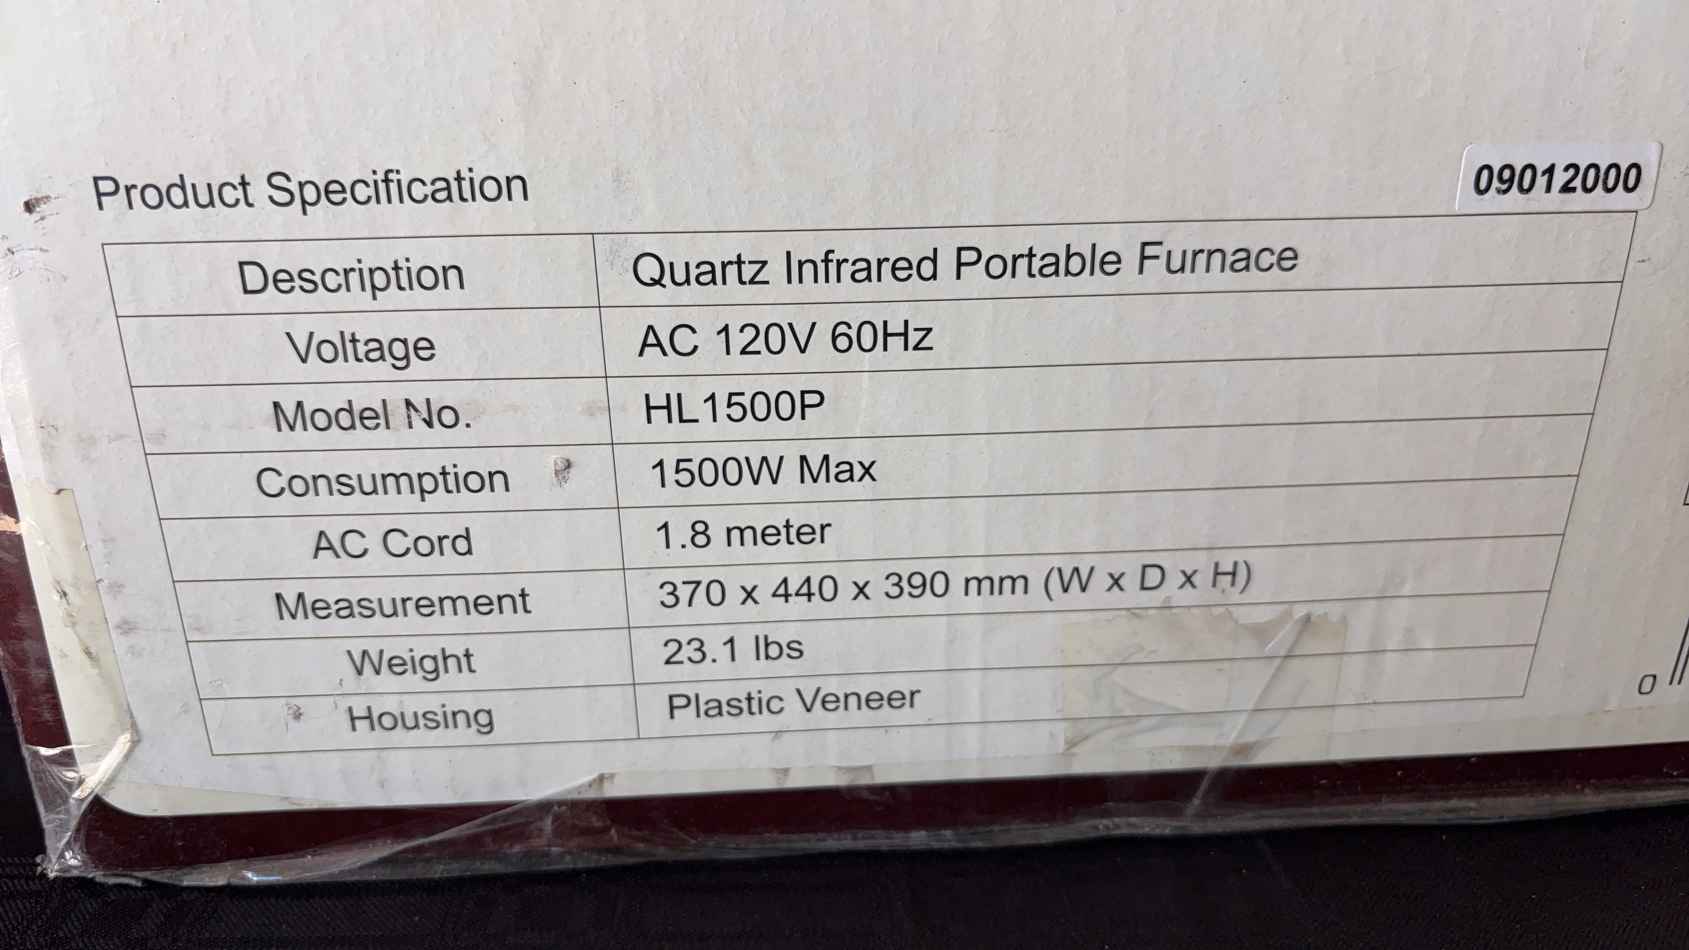 Product Specification
09012000
Description Quartz Infrared Portable Furnace
Voltage AC 120V 60Hz
Model No. HL1500P
Consumption 1500W Max
AC Cord 1.8 meter
Measurement 370 x 440 x 390 mm (W x D x H)
Weight 23.1 lbs
Housing Plastic Veneer
0